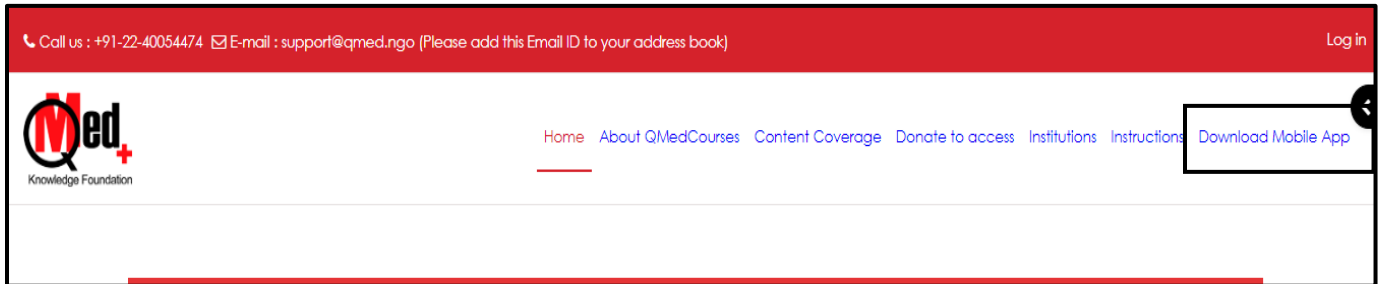 Call us : +91-22-40054474 E-mail : support@qmed.ngo (Please add this Email ID to your address book) Log in
QMed
Knowledge Foundation
Home About QMedCourses Content Coverage Donate to access Institutions Instructions Download Mobile App